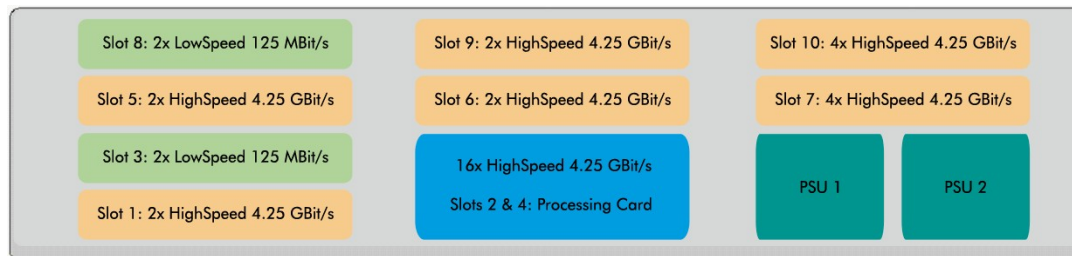 Slot 8: 2x LowSpeed 125 MBit/s
Slot 9: 2x HighSpeed 4.25 GBit/s
Slot 10: 4x HighSpeed 4.25 GBit/s
Slot 5: 2x HighSpeed 4.25 GBit/s
Slot 6: 2x HighSpeed 4.25 GBit/s
Slot 7: 4x HighSpeed 4.25 GBit/s
Slot 3: 2x LowSpeed 125 MBit/s
Slot 1: 2x HighSpeed 4.25 GBit/s
16x HighSpeed 4.25 GBit/s
Slots 2 & 4: Processing Card
PSU 1
PSU 2